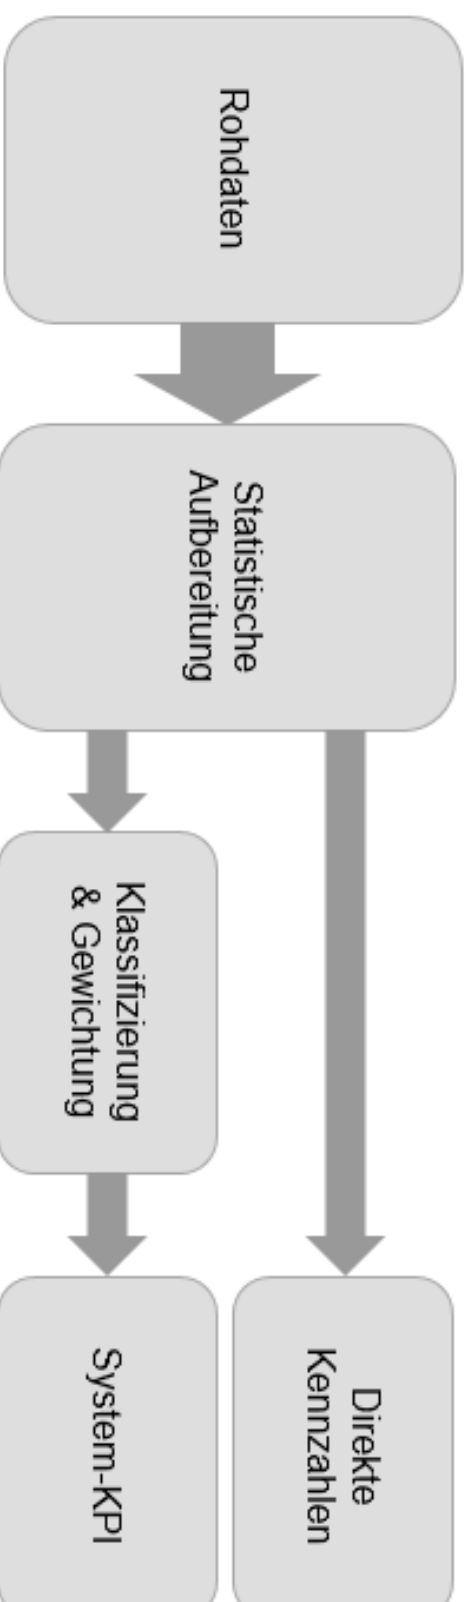 Rohdaten
Statistische
Aufbereitung
Direkte
Kennzahlen
Klassifizierung
& Gewichtung
System-KPI